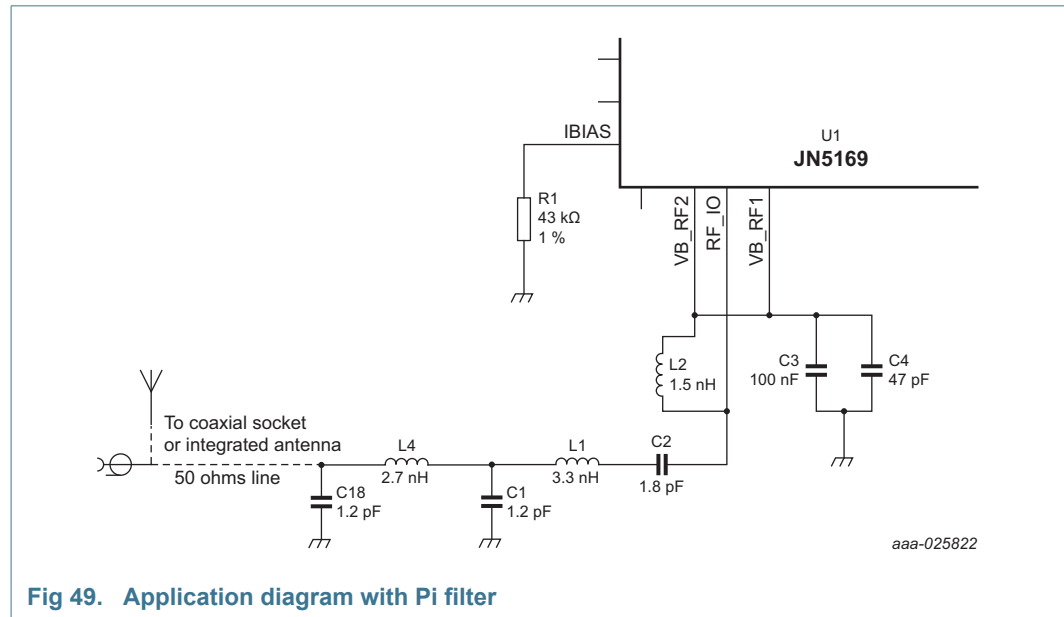 U1
JN5169
IBIAS
VB_RF2
RF_IO
VB_RF1
R1
43 kΩ
1 %
L2
1.5 nH
C3
100 nF
C4
47 pF
To coaxial socket
or integrated antenna
50 ohms line
L4
2.7 nH
L1
3.3 nH
C2
1.8 pF
C18
1.2 pF
C1
1.2 pF
aaa-025822
Fig 49. Application diagram with Pi filter